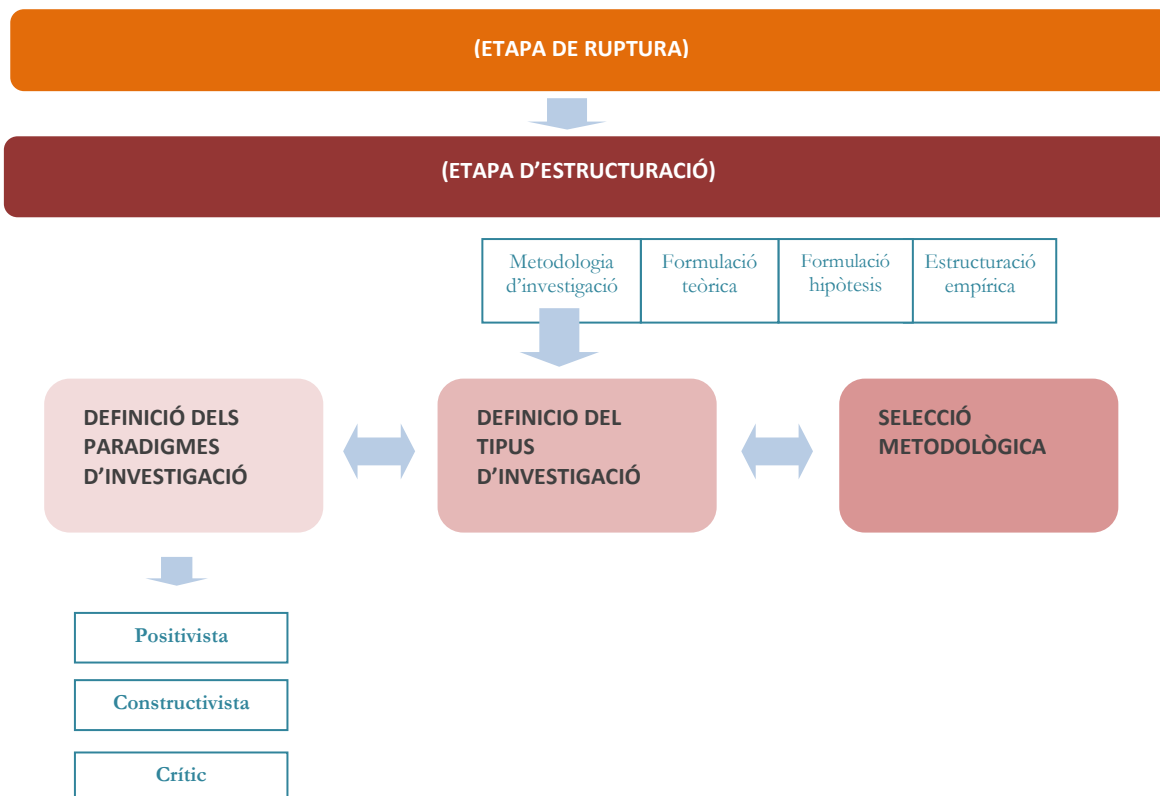 (ETAPA DE RUPTURA)
(ETAPA D’ESTRUCTURACIÓ)
Metodologia
d’investigació
Formulació
teòrica
Formulació
hipòtesis
Estructuració
empírica
DEFINICIÓ DELS
PARADIGMES
D’INVESTIGACIÓ
DEFINICIO DEL
TIPUS
D’INVESTIGACIÓ
SELECCIÓ
METODOLÒGICA
Positivista
Constructivista
Crític